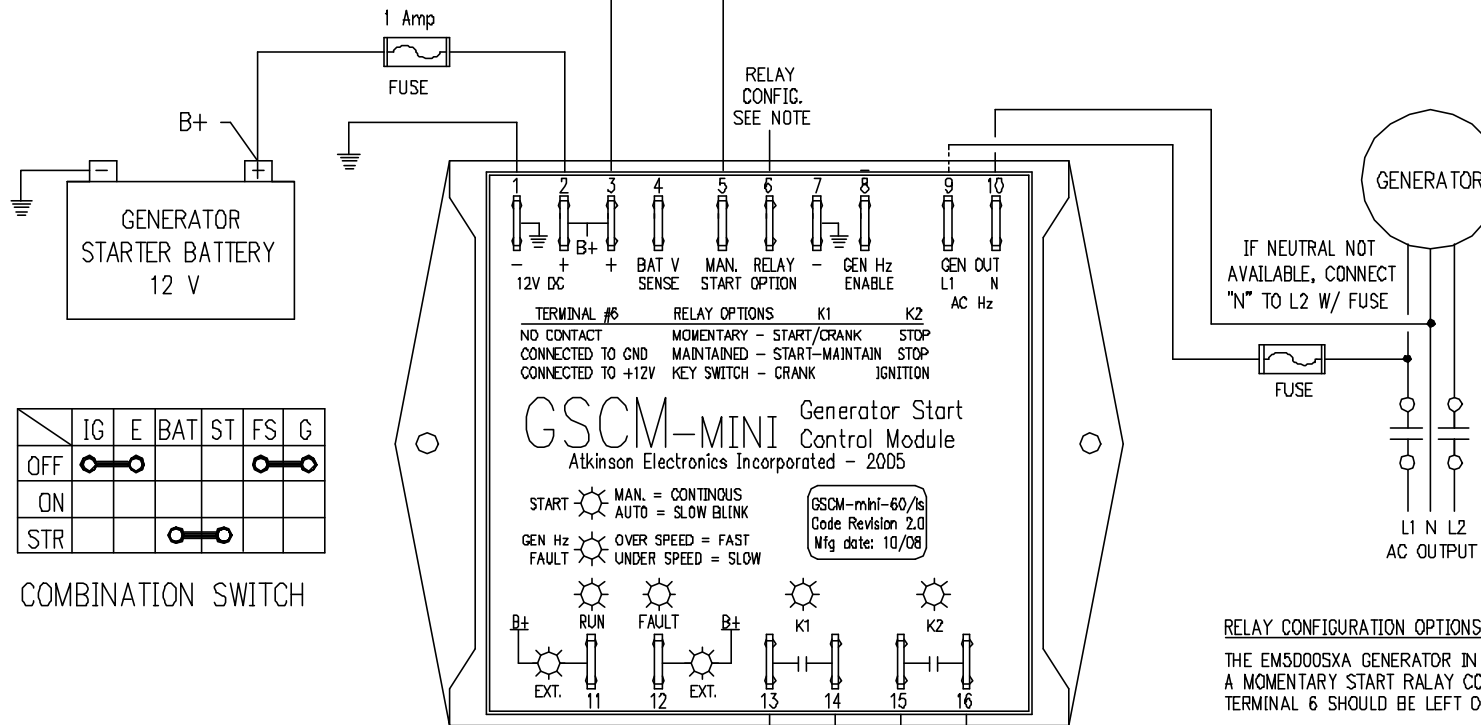 1 Amp
FUSE
B+
- +
GENERATOR
STARTER BATTERY
12 V
RELAY
CONFIG.
SEE NOTE
1 2 3 4 5 6 7 8 9 10
B+
- + + BAT V MAN. RELAY - GEN Hz GEN OUT
12V DC SENSE START OPTION ENABLE L1 N
AC Hz
TERMINAL #6 RELAY OPTIONS K1 K2
NO CONTACT MOMENTARY - START/CRANK STOP
CONNECTED TO GND MAINTAINED - START-MAINTAIN STOP
CONNECTED TO +12V KEY SWITCH - CRANK IGNITION
GSCM-MINI
Generator Start
Control Module
Atkinson Electronics Incorporated - 2005
START MAN. = CONTINOUS
AUTO = SLOW BLINK
GEN Hz OVER SPEED = FAST
FAULT UNDER SPEED = SLOW
GSCM-mini-60/1s
Code Revision 2.0
Mfg date: 10/08
B+ RUN FAULT B+ K1 K2
EXT. 11 12 EXT. 13 14 15 16
GENERATOR
IF NEUTRAL NOT
AVAILABLE, CONNECT
"N" TO L2 W/ FUSE
FUSE
L1 N L2
AC OUTPUT
IG E BAT ST FS G
OFF
ON
STR
COMBINATION SWITCH
RELAY CONFIGURATION OPTIONS
THE EM5000SXA GENERATOR IN
A MOMENTARY START RALAY CO
TERMINAL 6 SHOULD BE LEFT O